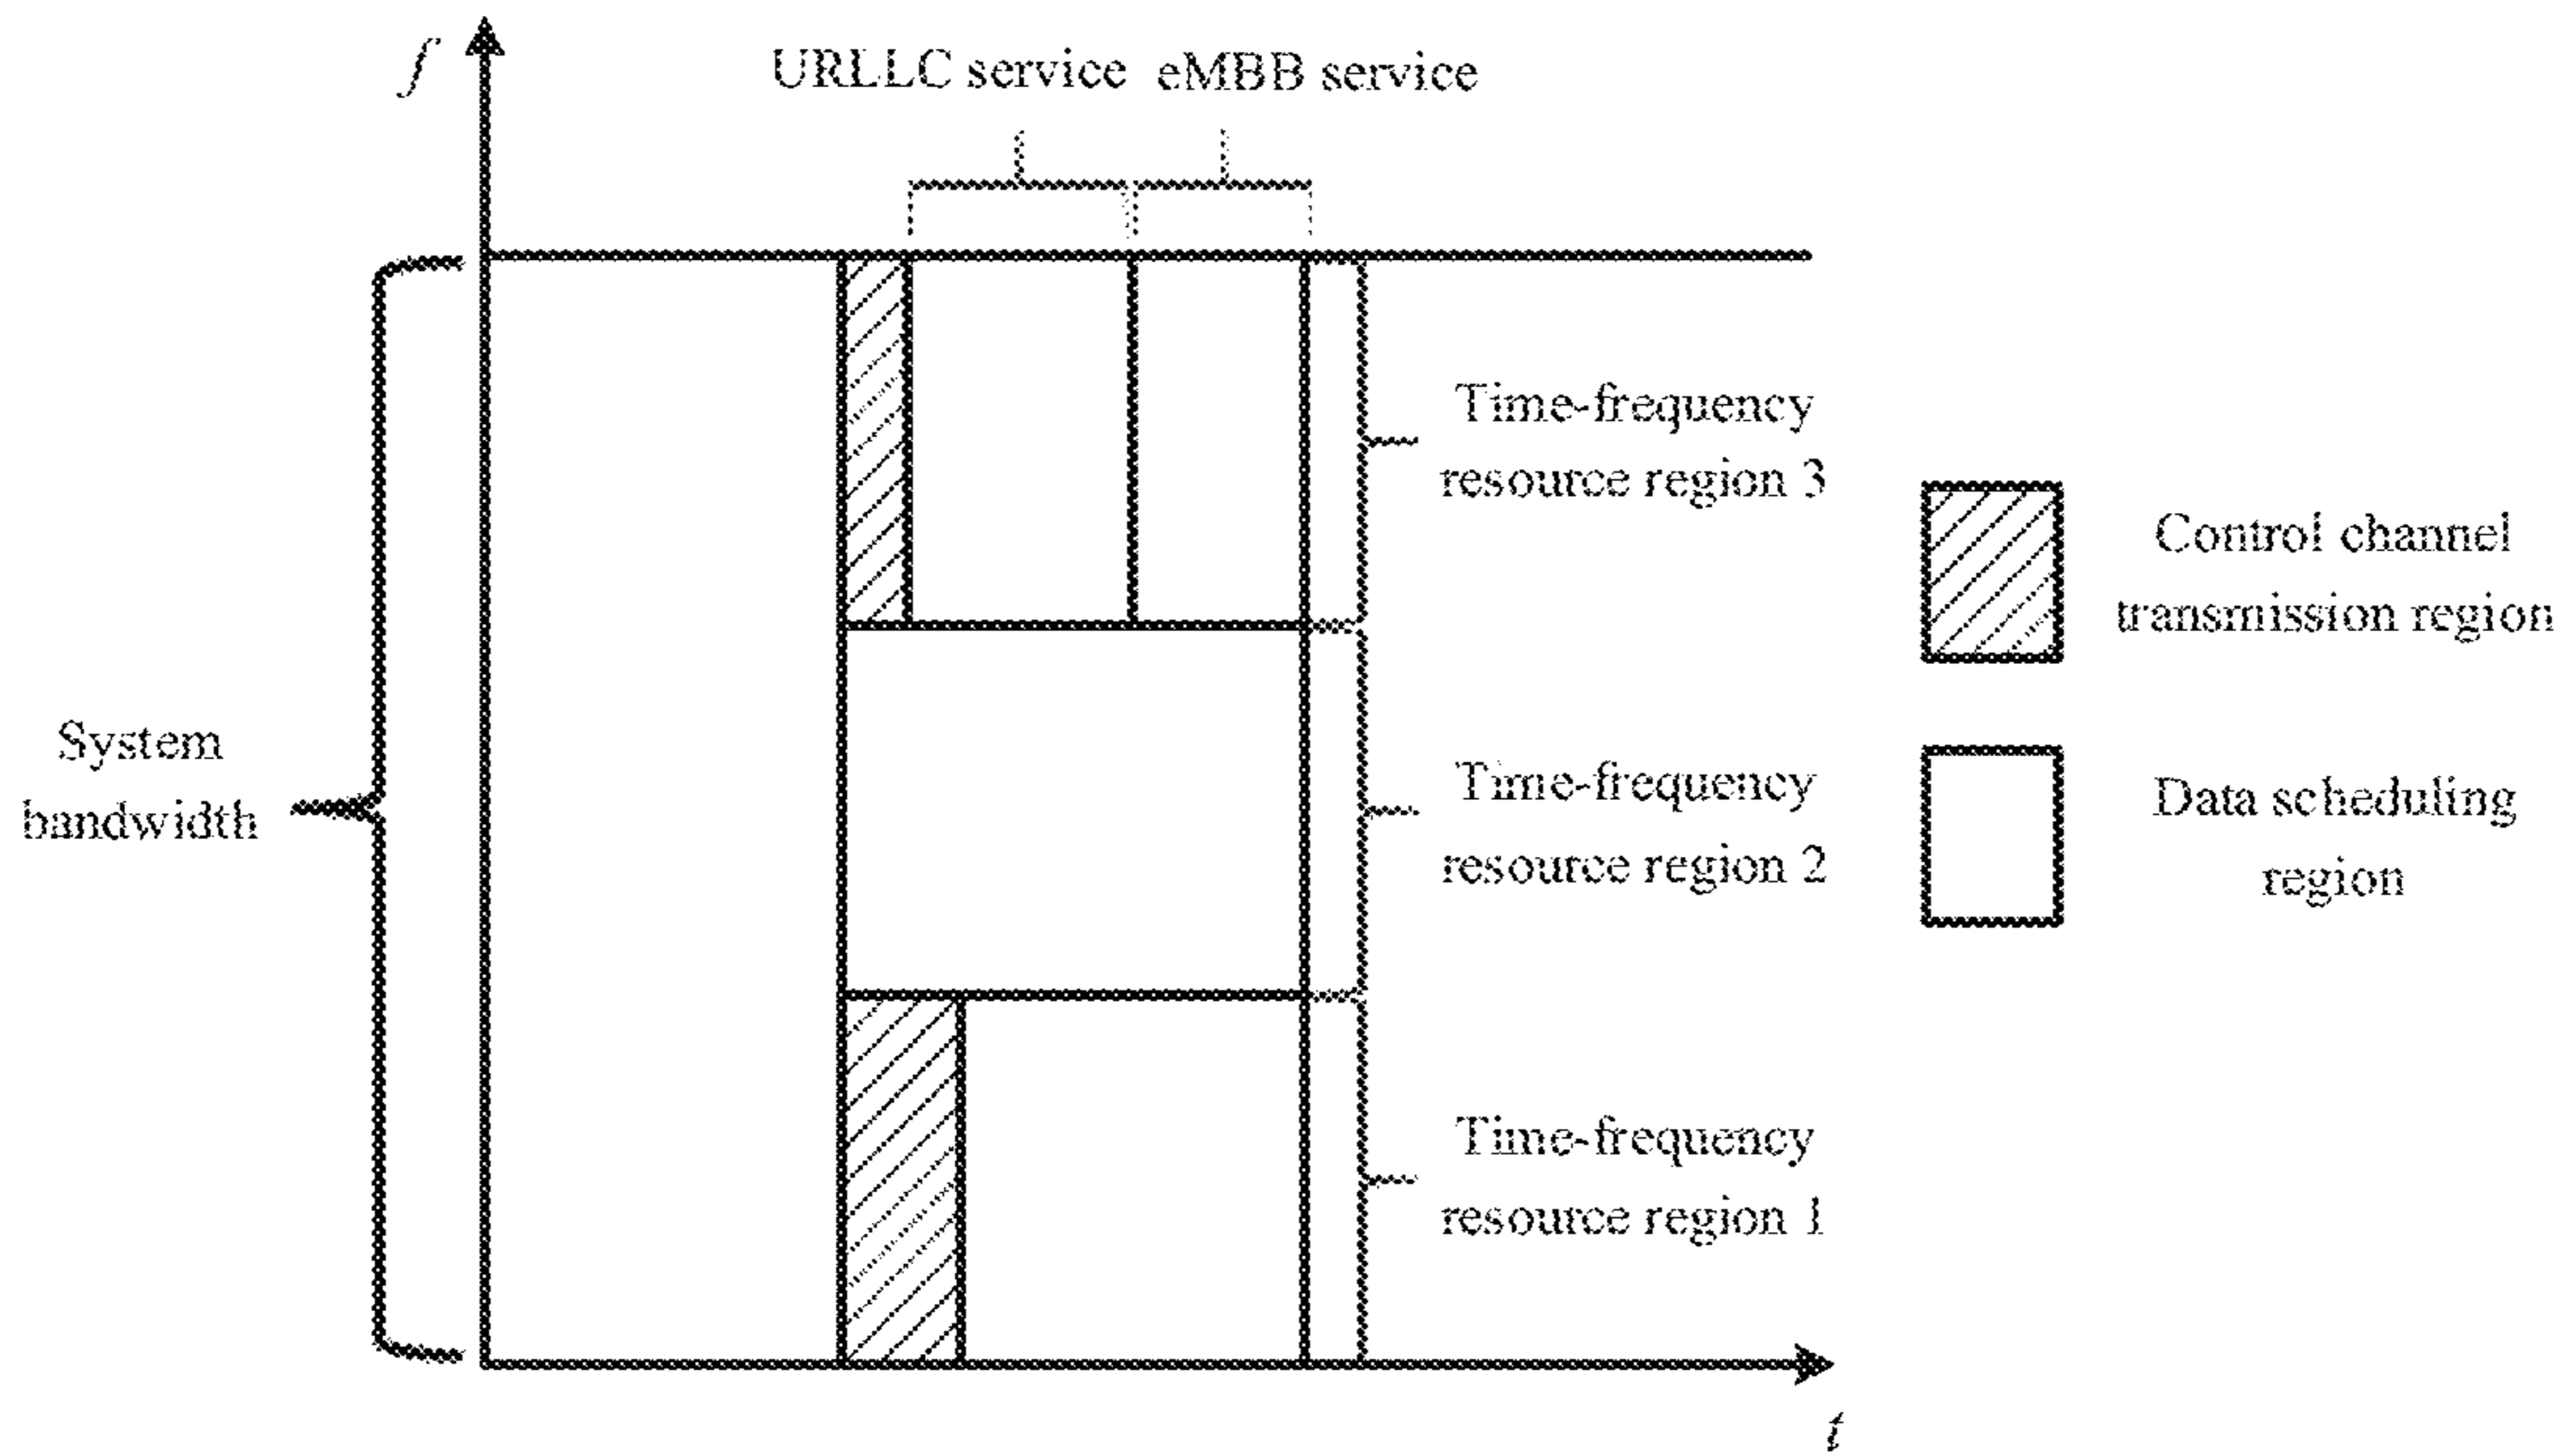 f
URLLC service eMBB service
Time-frequency
resource region 3
Control channel
transmission region
System
bandwidth
Time-frequency
resource region 2
Data scheduling
region
Time-frequency
resource region 1
t